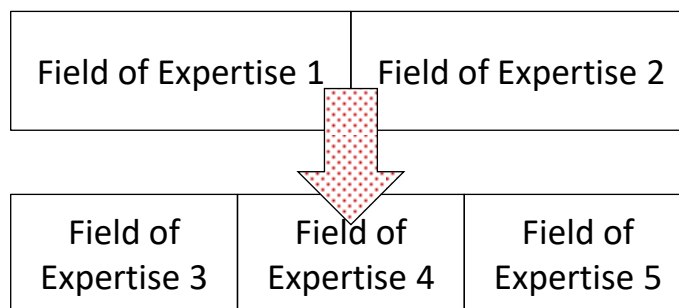 Field of Expertise 1
Field of Expertise 2
Field of
Expertise 3
Field of
Expertise 4
Field of
Expertise 5